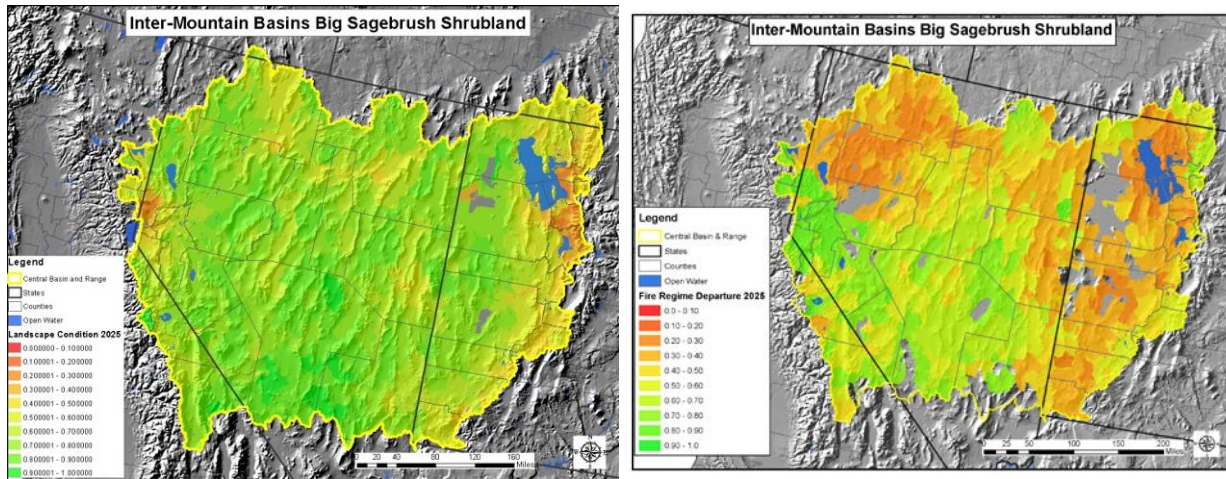 Inter-Mountain Basins Big Sagebrush Shrubland
Legend
Central Basin and Range
States
Counties
Open Water
Landscape Condition 2025
0.000000 - 0.100000
0.100001 - 0.200000
0.200001 - 0.300000
0.300001 - 0.400000
0.400001 - 0.500000
0.500001 - 0.600000
0.600001 - 0.700000
0.700001 - 0.800000
0.800001 - 0.900000
0.900001 - 1.000000
0 20 40 80 120 160
Miles
Inter-Mountain Basins Big Sagebrush Shrubland
Legend
Central Basin & Range
States
Counties
Open Water
Fire Regime Departure 2025
0.0 - 0.10
0.10 - 0.20
0.20 - 0.30
0.30 - 0.40
0.40 - 0.50
0.50 - 0.60
0.60 - 0.70
0.70 - 0.80
0.80 - 0.90
0.90 - 1.0
0 25 50 100 150 200
Miles